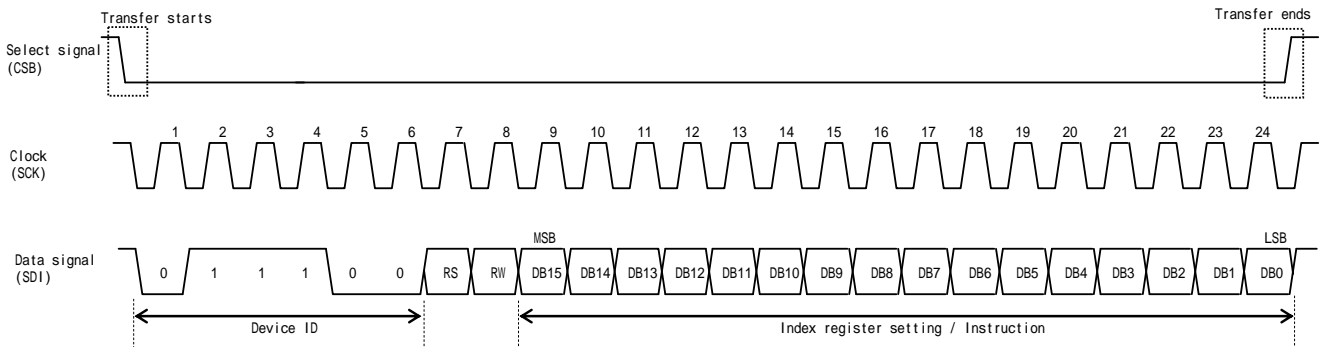 Transfer starts
Transfer ends
Select signal
(CSB)
1 2 3 4 5 6 7 8 9 10 11 12 13 14 15 16 17 18 19 20 21 22 23 24
Clock
(SCK)
MSB
LSB
Data signal
(SDI)
0 1 1 1 0 0 RS RW DB15 DB14 DB13 DB12 DB11 DB10 DB9 DB8 DB7 DB6 DB5 DB4 DB3 DB2 DB1 DB0
Device ID
Index register setting / Instruction